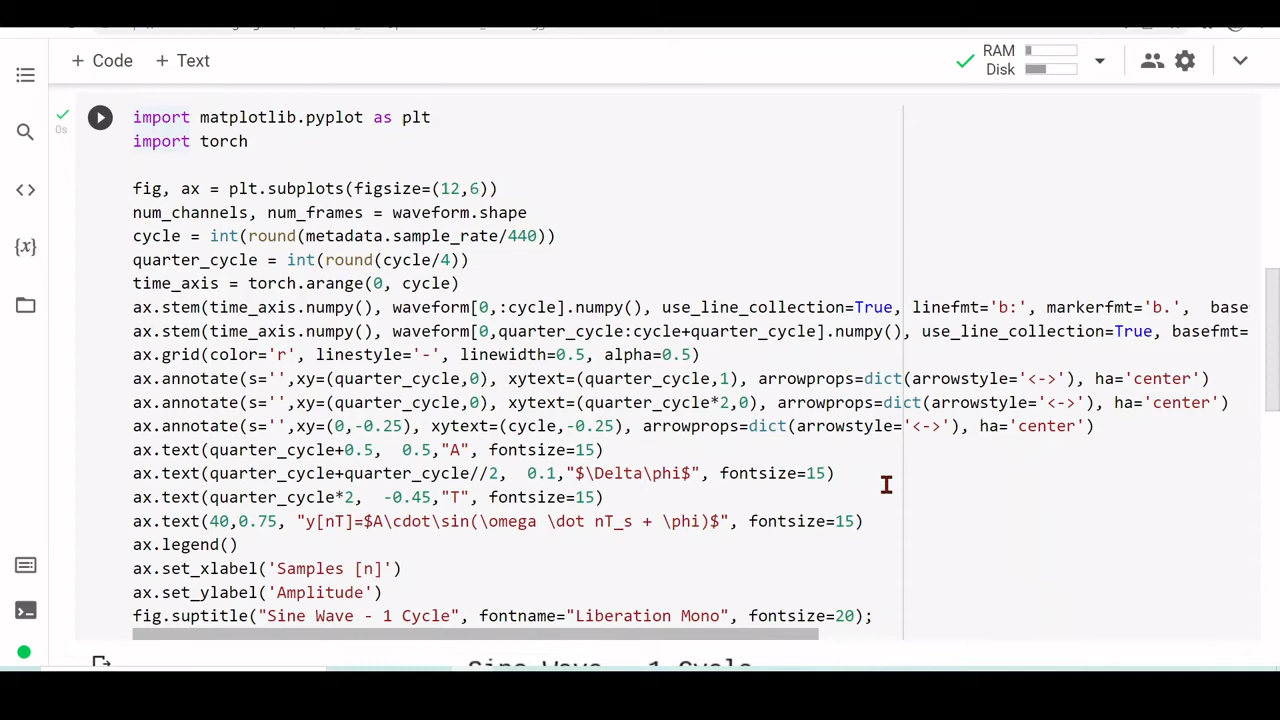 + Code + Text
RAM
Disk
0s
import matplotlib.pyplot as plt
import torch
fig, ax = plt.subplots(figsize=(12,6))
num_channels, num_frames = waveform.shape
cycle = int(round(metadata.sample_rate/440))
quarter_cycle = int(round(cycle/4))
time_axis = torch.arange(0, cycle)
ax.stem(time_axis.numpy(), waveform[0,:cycle].numpy(), use_line_collection=True, linefmt='b:', markerfmt='b.', base
ax.stem(time_axis.numpy(), waveform[0,quarter_cycle:cycle+quarter_cycle].numpy(), use_line_collection=True, basefmt=
ax.grid(color='r', linestyle='-', linewidth=0.5, alpha=0.5)
ax.annotate(s='',xy=(quarter_cycle,0), xytext=(quarter_cycle,1), arrowprops=dict(arrowstyle='<->'), ha='center')
ax.annotate(s='',xy=(quarter_cycle,0), xytext=(quarter_cycle*2,0), arrowprops=dict(arrowstyle='<->'), ha='center')
ax.annotate(s='',xy=(0,-0.25), xytext=(cycle,-0.25), arrowprops=dict(arrowstyle='<->'), ha='center')
ax.text(quarter_cycle+0.5, 0.5,"A", fontsize=15)
ax.text(quarter_cycle+quarter_cycle//2, 0.1,"$\Delta\phi$", fontsize=15)
ax.text(quarter_cycle*2, -0.45,"T", fontsize=15)
ax.text(40,0.75, "y[nT]=$A\cdot\sin(\omega \dot nT_s + \phi)$", fontsize=15)
ax.legend()
ax.set_xlabel('Samples [n]')
ax.set_ylabel('Amplitude')
fig.suptitle("Sine Wave - 1 Cycle", fontname="Liberation Mono", fontsize=20);
{x}
Sine Wave - 1 Cycle